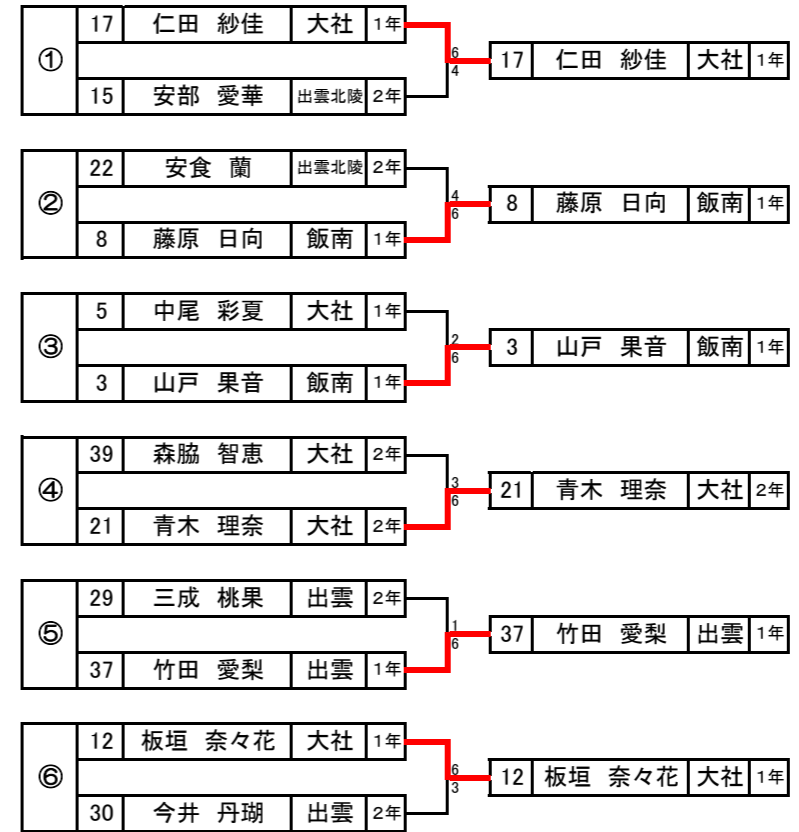 ① 17 仁田 紗佳 大社 1年
6
4
17 仁田 紗佳 大社 1年
15 安部 愛華 出雲北陵 2年
② 22 安食 蘭 出雲北陵 2年
4
6
8 藤原 日向 飯南 1年
8 藤原 日向 飯南 1年
③ 5 中尾 彩夏 大社 1年
2
6
3 山戸 果音 飯南 1年
3 山戸 果音 飯南 1年
④ 39 森脇 智恵 大社 2年
3
6
21 青木 理奈 大社 2年
21 青木 理奈 大社 2年
⑤ 29 三成 桃果 出雲 2年
1
6
37 竹田 愛梨 出雲 1年
37 竹田 愛梨 出雲 1年
⑥ 12 板垣 奈々花 大社 1年
6
3
12 板垣 奈々花 大社 1年
30 今井 丹瑚 出雲 2年